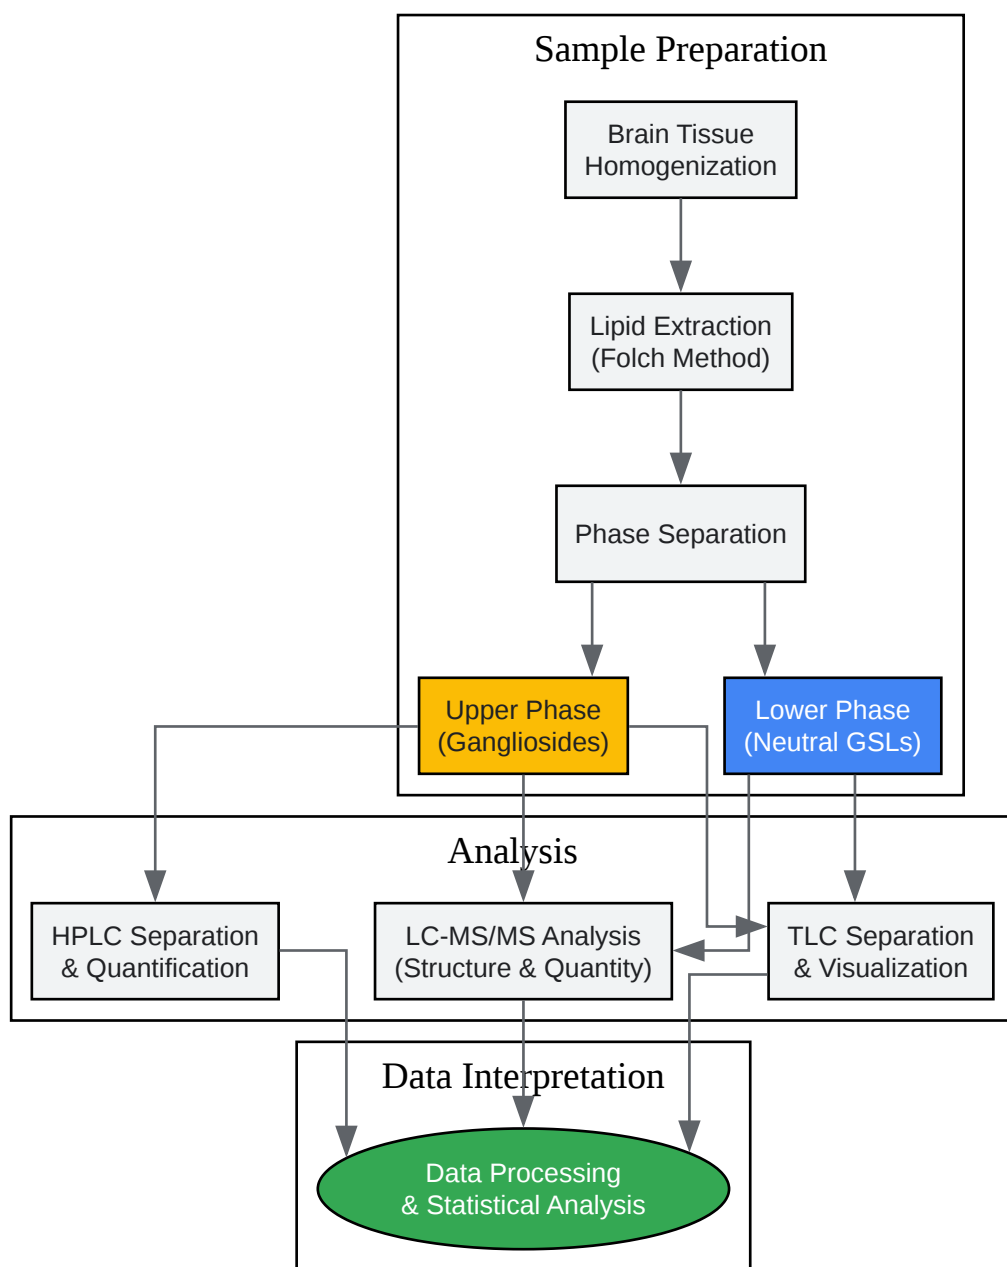 Sample Preparation
Brain Tissue
Homogenization
Lipid Extraction
(Folch Method)
Phase Separation
Upper Phase
(Gangliosides)
Lower Phase
(Neutral GSLs)
Analysis
HPLC Separation
& Quantification
LC-MS/MS Analysis
(Structure & Quantity)
TLC Separation
& Visualization
Data Interpretation
Data Processing
& Statistical Analysis